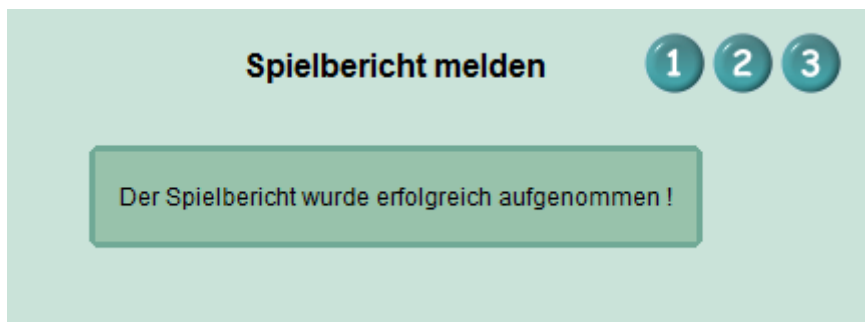 Spielbericht melden 1 2 3
Der Spielbericht wurde erfolgreich aufgenommen !